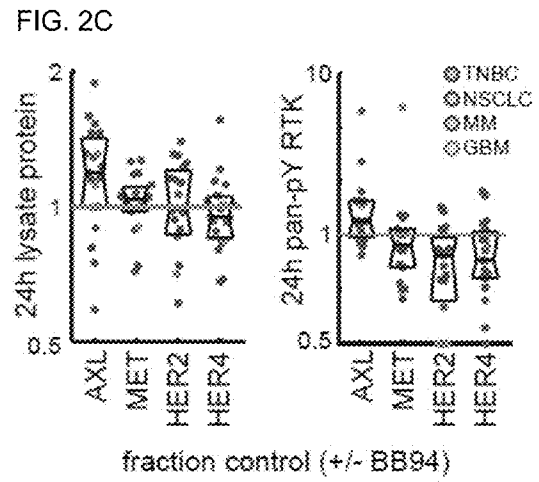 FIG. 2C
24h lysate protein
2
1
0.5
AXL
MET
HER2
HER4
24h pan-pY RTK
10
1
0.5
TNBC
NSCLC
MM
GBM
AXL
MET
HER2
HER4
fraction control (+/- BB94)